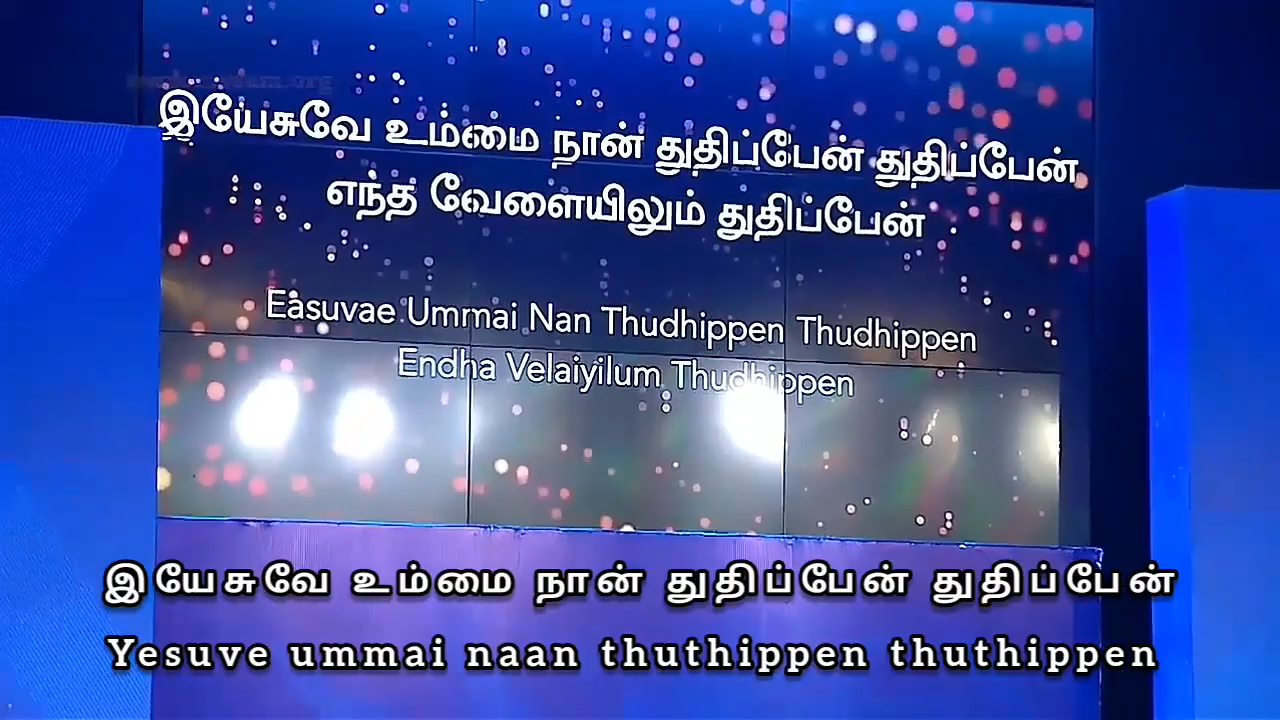 இயேசுவே உம்மை நான் துதிப்பேன் துதிப்பேன்
எந்த வேளையிலும் துதிப்பேன்
Easuvae Ummai Nan Thudhippen Thudhippen
Endha Velaiyilum Thudhippen
இயேசுவே உம்மை நான் துதிப்பேன் துதிப்பேன்
Yesuve ummai naan thuthippen thuthippen